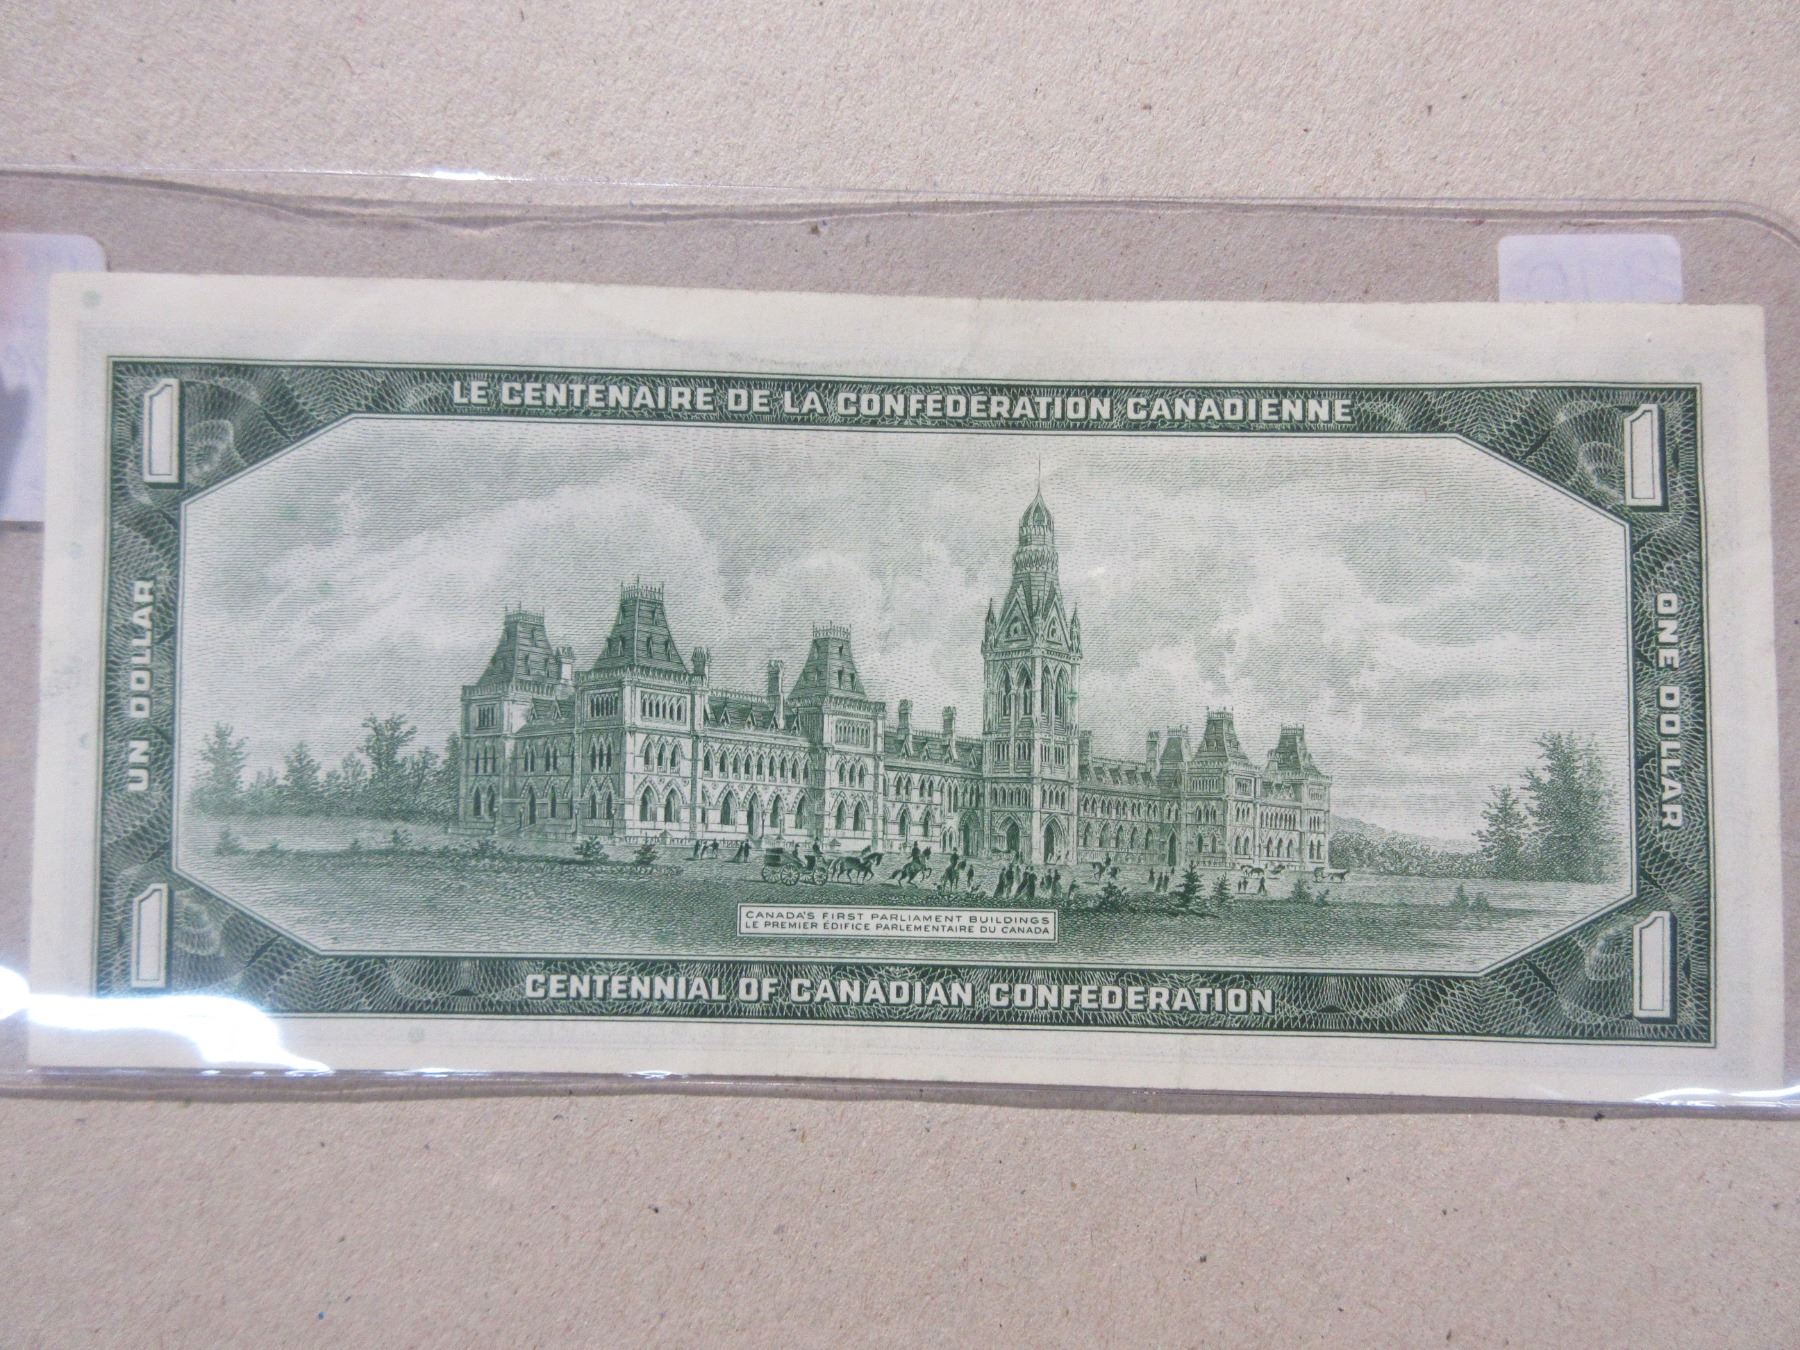 1
LE CENTENAIRE DE LA CONFEDERATION CANADIENNE
1
UN DOLLAR
ONE DOLLAR
CANADA'S FIRST PARLIAMENT BUILDINGS
LE PREMIER ÉDIFICE PARLEMENTAIRE DU CANADA
1
CENTENNIAL OF CANADIAN CONFEDERATION
1